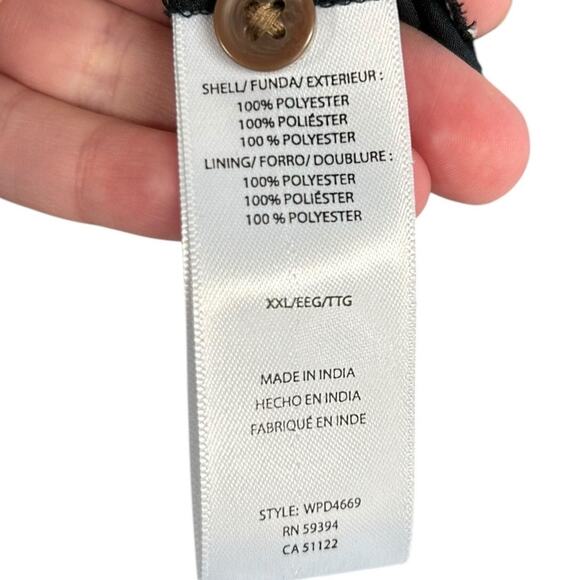 SHELL/ FUNDA/ EXTERIEUR :
100% POLYESTER
100% POLIÉSTER
100 % POLYESTER
LINING/ FORRO/ DOUBLURE :
100% POLYESTER
100% POLIÉSTER
100 % POLYESTER
XXL/EEG/TTG
MADE IN INDIA
HECHO EN INDIA
FABRIQUÉ EN INDE
STYLE: WPD4669
RN 59394
CA 51122